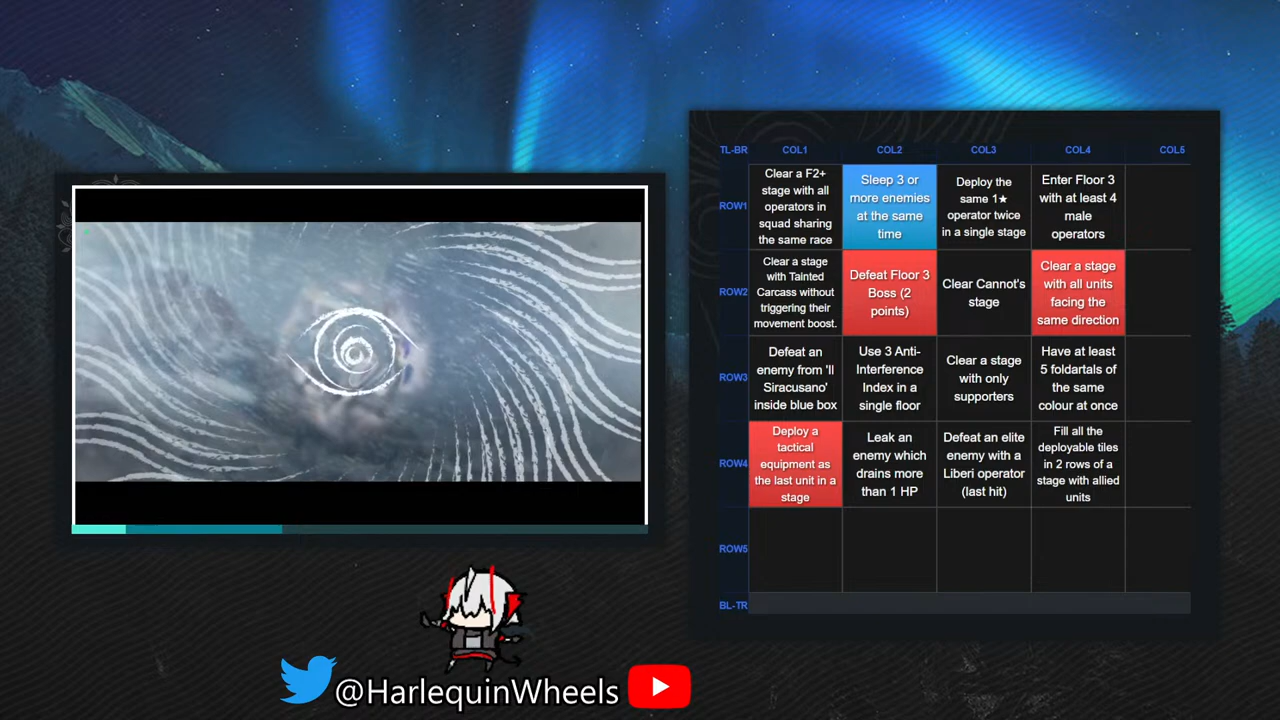 TL-BR
COL1
COL2
COL3
COL4
COL5
ROW1
Clear a F2+
stage with all
operators in
squad sharing
the same race
Sleep 3 or
more enemies
at the same
time
Deploy the
same 1★
operator twice
in a single stage
Enter Floor 3
with at least 4
male
operators
ROW2
Clear a stage
with Tainted
Carcass without
triggering their
movement boost.
Defeat Floor 3
Boss (2
points)
Clear Cannot's
stage
Clear a stage
with all units
facing the
same direction
ROW3
Defeat an
enemy from 'Il
Siracusano'
inside blue box
Use 3 Anti-
Interference
Index in a
single floor
Clear a stage
with only
supporters
Have at least
5 foldartals of
the same
colour at once
ROW4
Deploy a
tactical
equipment as
the last unit in a
stage
Leak an
enemy which
drains more
than 1 HP
Defeat an elite
enemy with a
Liberi operator
(last hit)
Fill all the
deployable tiles
in 2 rows of a
stage with allied
units
ROW5
BL-TR
@HarlequinWheels